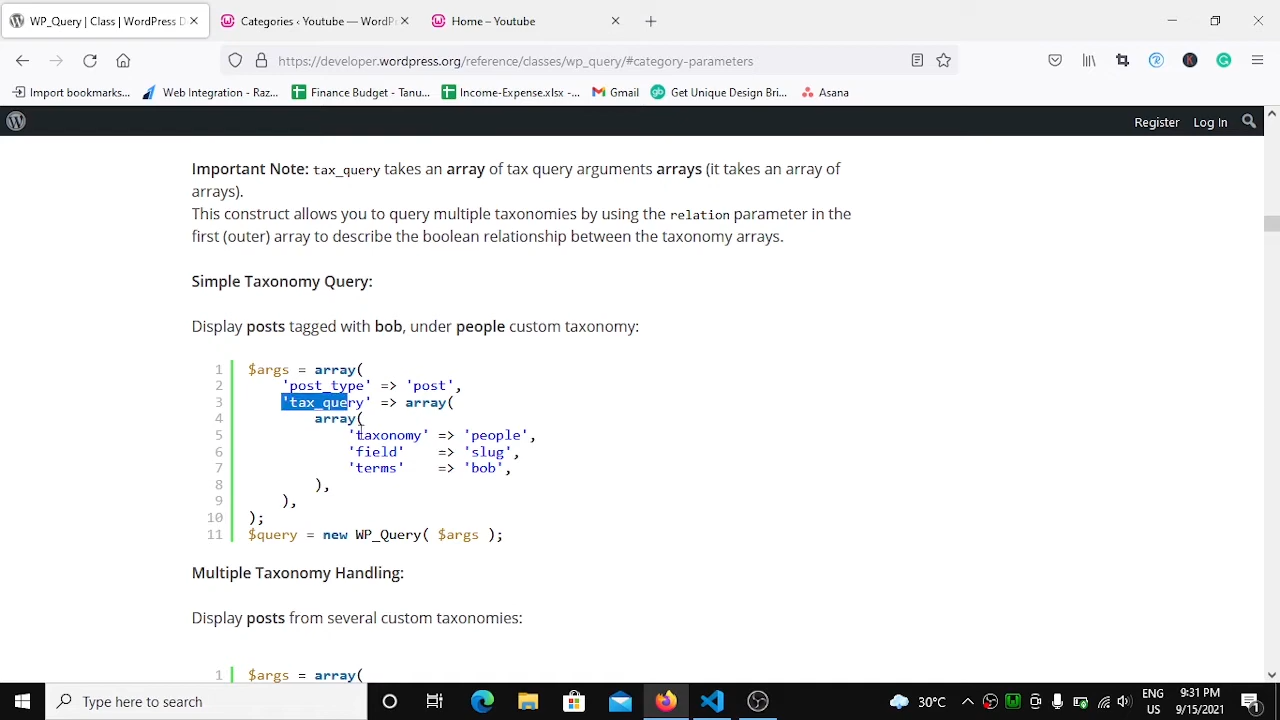 WP_Query | Class | WordPress D
Categories ‹ Youtube — WordPr
Home – Youtube
https://developer.wordpress.org/reference/classes/wp_query/#category-parameters
Import bookmarks...
Web Integration - Raz...
Finance Budget - Tanu...
Income-Expense.xlsx -...
Gmail
Get Unique Design Bri...
Asana
Register
Log In
Important Note: tax_query takes an array of tax query arguments arrays (it takes an array of
arrays).
This construct allows you to query multiple taxonomies by using the relation parameter in the
first (outer) array to describe the boolean relationship between the taxonomy arrays.
Simple Taxonomy Query:
Display posts tagged with bob, under people custom taxonomy:
1 $args = array(
2 'post_type' => 'post',
3 'tax_query' => array(
4 array(
5 'taxonomy' => 'people',
6 'field' => 'slug',
7 'terms' => 'bob',
8 ),
9 ),
10 );
11 $query = new WP_Query( $args );
Multiple Taxonomy Handling:
Display posts from several custom taxonomies:
1 $args = array(
Type here to search
30°C
ENG
US
9:31 PM
9/15/2021
1